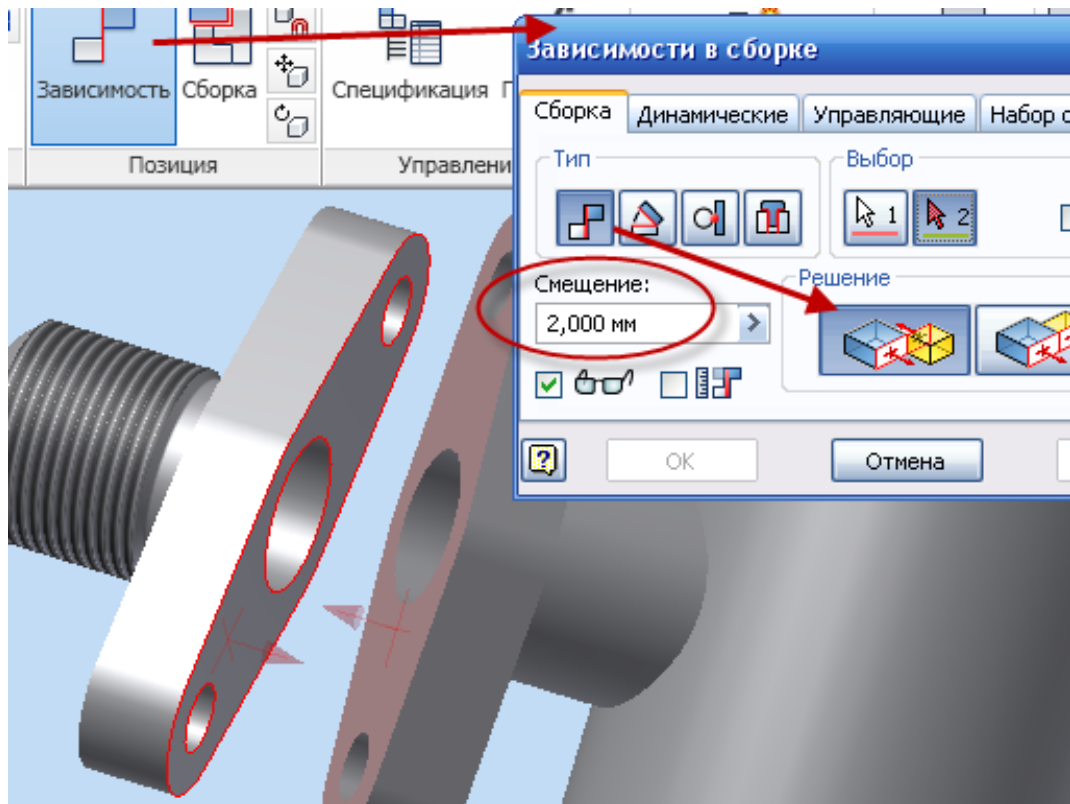 Зависимость Сборка
Спецификация
Позиция
Управлени
Зависимости в сборке
Сборка Динамические Управляющие Набор
Тип
Выбор
1 2
Смещение:
2,000 мм
Решение
ОК
Отмена